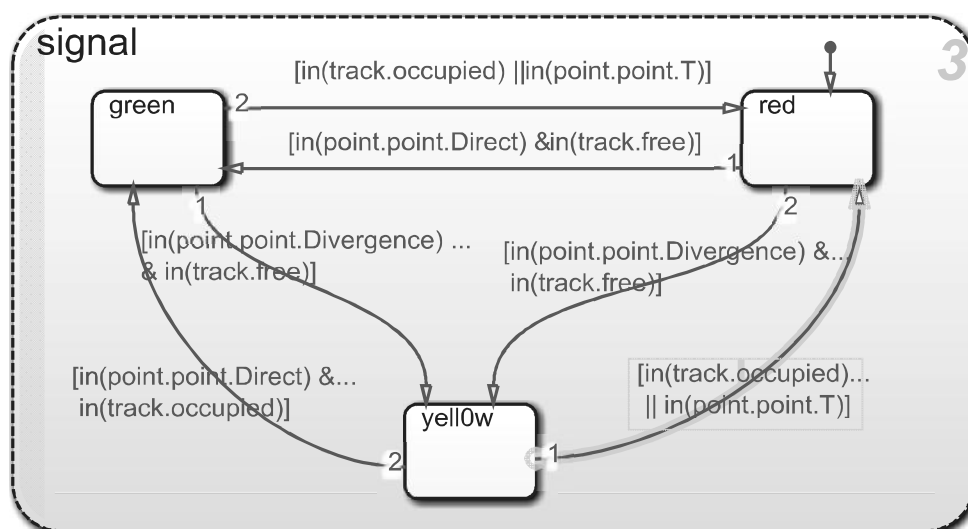 signal
3
[in(track.occupied) ||in(point.point.T)]
green
2
red
[in(point.point.Direct) &in(track.free)]
1
1
2
[in(point.point.Divergence) ...
& in(track.free)]
[in(point.point.Divergence) &...
in(track.free)]
[in(point.point.Direct) &...
in(track.occupied)]
[in(track.occupied)...
|| in(point.point.T)]
yell0w
2
1